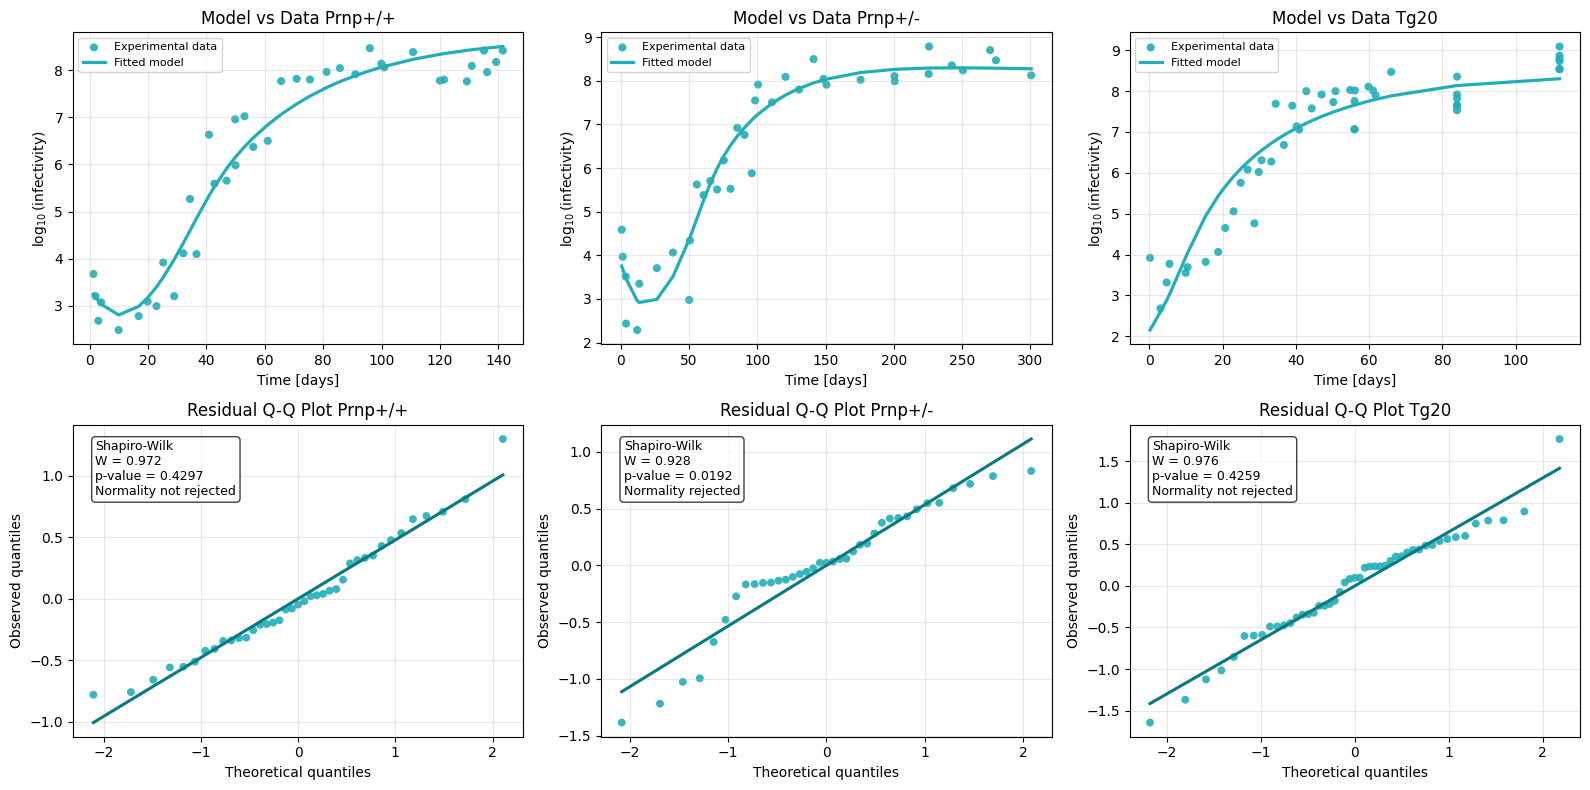 Model vs Data Prnp+/+
Experimental data
Fitted model
log10 (infectivity)
8
7
6
5
4
3
0 20 40 60 80 100 120 140
Time [days]
Model vs Data Prnp+/-
Experimental data
Fitted model
log10 (infectivity)
9
8
7
6
5
4
3
2
0 50 100 150 200 250 300
Time [days]
Model vs Data Tg20
Experimental data
Fitted model
log10 (infectivity)
9
8
7
6
5
4
3
2
0 20 40 60 80 100
Time [days]
Residual Q-Q Plot Prnp+/+
Shapiro-Wilk
W = 0.972
p-value = 0.4297
Normality not rejected
Observed quantiles
1.0
0.5
0.0
−0.5
−1.0
−2 −1 0 1 2
Theoretical quantiles
Residual Q-Q Plot Prnp+/-
Shapiro-Wilk
W = 0.928
p-value = 0.0192
Normality rejected
Observed quantiles
1.0
0.5
0.0
−0.5
−1.0
−1.5
−2 −1 0 1 2
Theoretical quantiles
Residual Q-Q Plot Tg20
Shapiro-Wilk
W = 0.976
p-value = 0.4259
Normality not rejected
Observed quantiles
1.5
1.0
0.5
0.0
−0.5
−1.0
−1.5
−2 −1 0 1 2
Theoretical quantiles